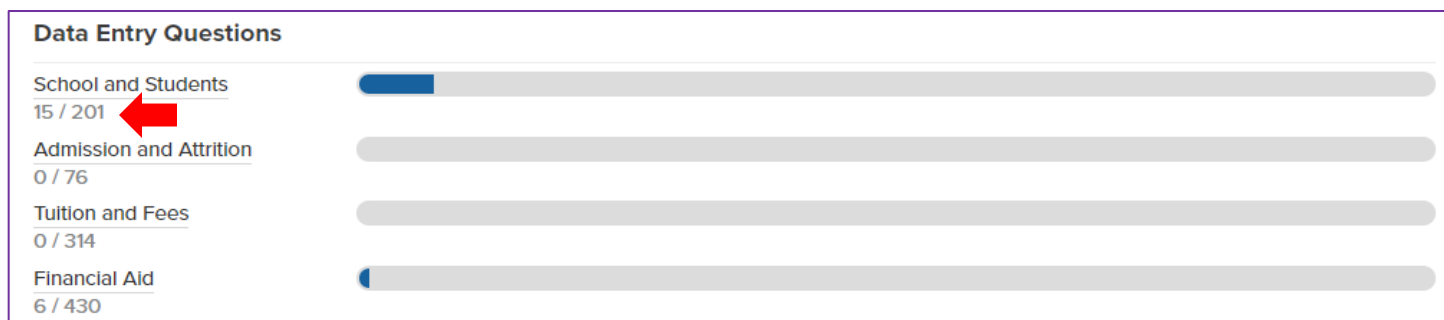 Data Entry Questions
School and Students
15 / 201
Admission and Attrition
0 / 76
Tuition and Fees
0 / 314
Financial Aid
6 / 430